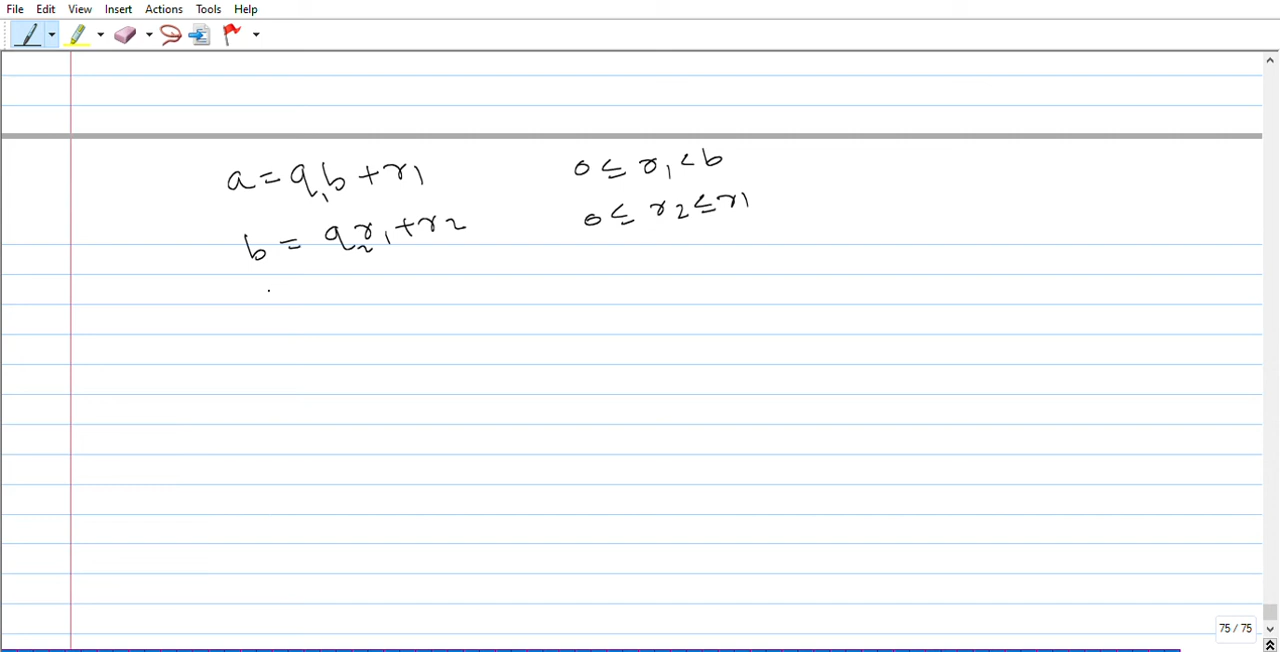 File Edit View Insert Actions Tools Help
a = q₁b + r₁ 0 ≤ r₁ < b
b = q₂r₁ + r₂ 0 ≤ r₂ ≤ r₁
75 / 75